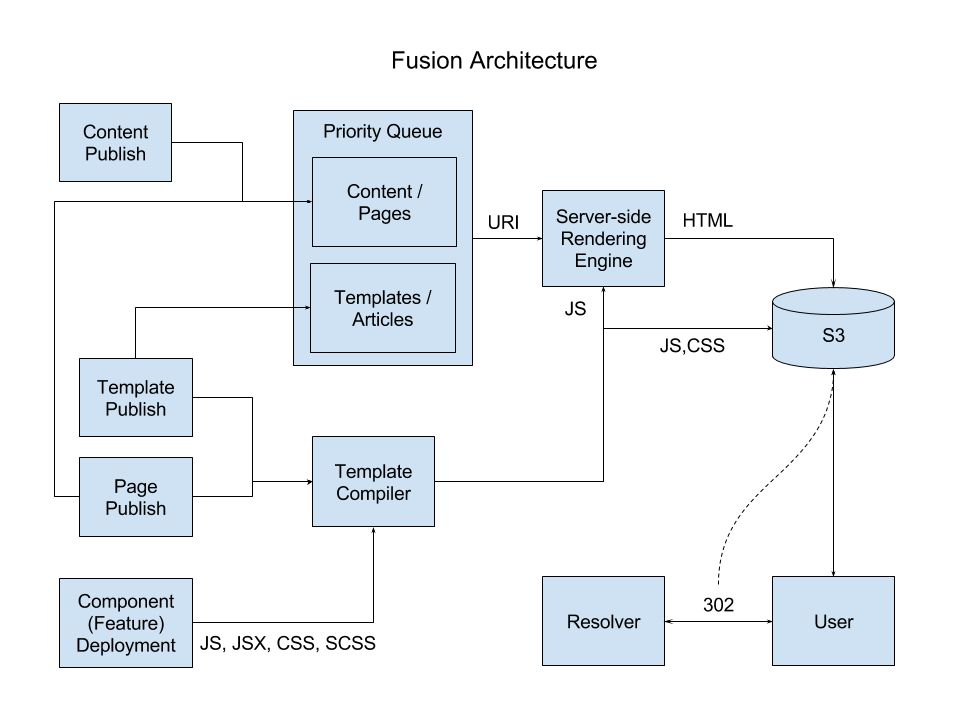 Fusion Architecture
Content
Publish
Priority Queue
Content /
Pages
Templates /
Articles
URI
Server-side
Rendering
Engine
HTML
JS
JS,CSS
S3
Template
Publish
Page
Publish
Template
Compiler
Component
(Feature)
Deployment
JS, JSX, CSS, SCSS
Resolver
302
User